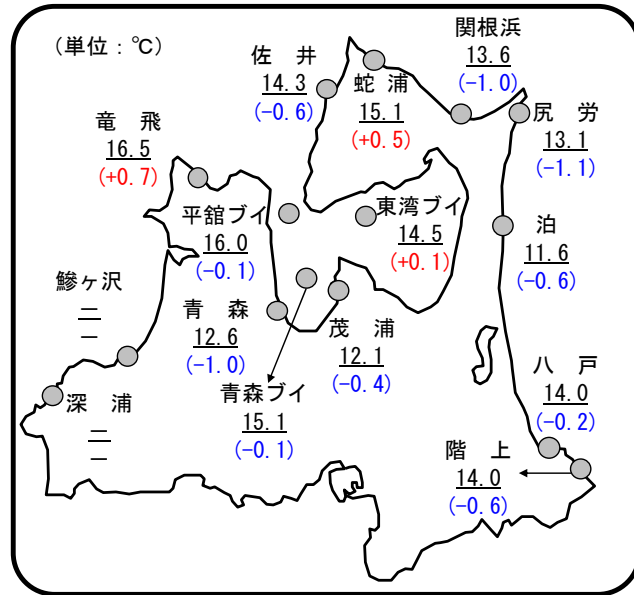 （単位：℃）
佐　井
14.3
(-0.6)
蛇　浦
15.1
(+0.5)
関根浜
13.6
(-1.0)
尻　労
13.1
(-1.1)
竜　飛
16.5
(+0.7)
平舘ブイ
16.0
(-0.1)
東湾ブイ
14.5
(+0.1)
泊
11.6
(-0.6)
鰺ヶ沢
二
―
青　森
12.6
(-1.0)
茂　浦
12.1
(-0.4)
青森ブイ
15.1
(-0.1)
深　浦
二
―
八　戸
14.0
(-0.2)
階　上
14.0
(-0.6)